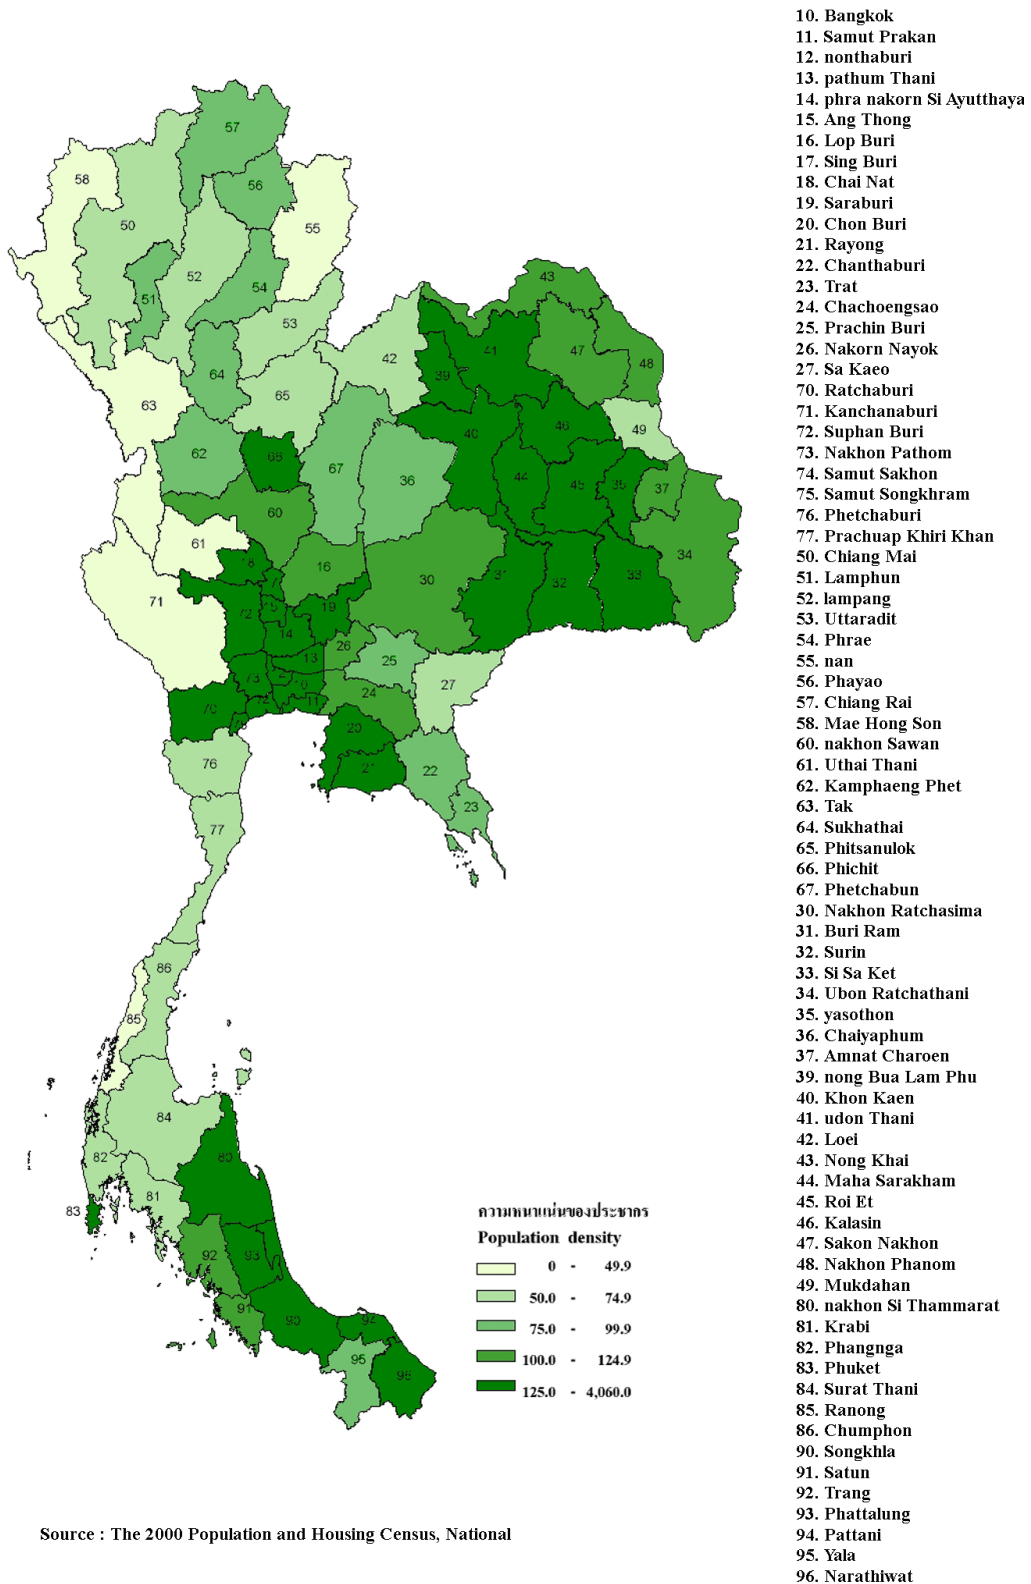 10. Bangkok
11. Samut Prakan
12. nonthaburi
13. pathum Thani
14. phra nakorn Si Ayutthaya
15. Ang Thong
16. Lop Buri
17. Sing Buri
18. Chai Nat
19. Saraburi
20. Chon Buri
21. Rayong
22. Chanthaburi
23. Trat
24. Chachoengsao
25. Prachin Buri
26. Nakorn Nayok
27. Sa Kaeo
70. Ratchaburi
71. Kanchanaburi
72. Suphan Buri
73. Nakhon Pathom
74. Samut Sakhon
75. Samut Songkhram
76. Phetchaburi
77. Prachuap Khiri Khan
50. Chiang Mai
51. Lamphun
52. lampang
53. Uttaradit
54. Phrae
55. nan
56. Phayao
57. Chiang Rai
58. Mae Hong Son
60. nakhon Sawan
61. Uthai Thani
62. Kamphaeng Phet
63. Tak
64. Sukhathai
65. Phitsanulok
66. Phichit
67. Phetchabun
30. Nakhon Ratchasima
31. Buri Ram
32. Surin
33. Si Sa Ket
34. Ubon Ratchathani
35. yasothon
36. Chaiyaphum
37. Amnat Charoen
39. nong Bua Lam Phu
40. Khon Kaen
41. udon Thani
42. Loei
43. Nong Khai
44. Maha Sarakham
45. Roi Et
46. Kalasin
47. Sakon Nakhon
48. Nakhon Phanom
49. Mukdahan
80. nakhon Si Thammarat
81. Krabi
82. Phangnga
83. Phuket
84. Surat Thani
85. Ranong
86. Chumphon
90. Songkhla
91. Satun
92. Trang
93. Phattalung
94. Pattani
95. Yala
96. Narathiwat
57
58
56
50
55
52
54
51
53
43
42
41
47
48
39
64
65
63
40
46
49
62
66
67
36
44
45
35
37
60
61
34
16
30
31
32
33
71
72
19
14
26
13
25
73
27
24
70
11
20
76
21
22
23
77
86
85
84
80
82
81
83
92
93
91
90
94
95
96
ความหนาแน่นของประชากร
Population density
0 - 49.9
50.0 - 74.9
75.0 - 99.9
100.0 - 124.9
125.0 - 4,060.0
Source : The 2000 Population and Housing Census, National